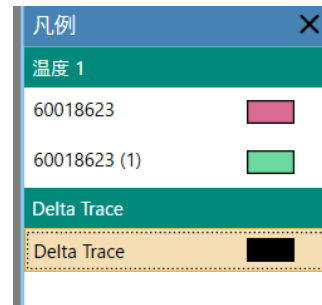 凡例
温度 1
60018623
60018623 (1)
Delta Trace
Delta Trace